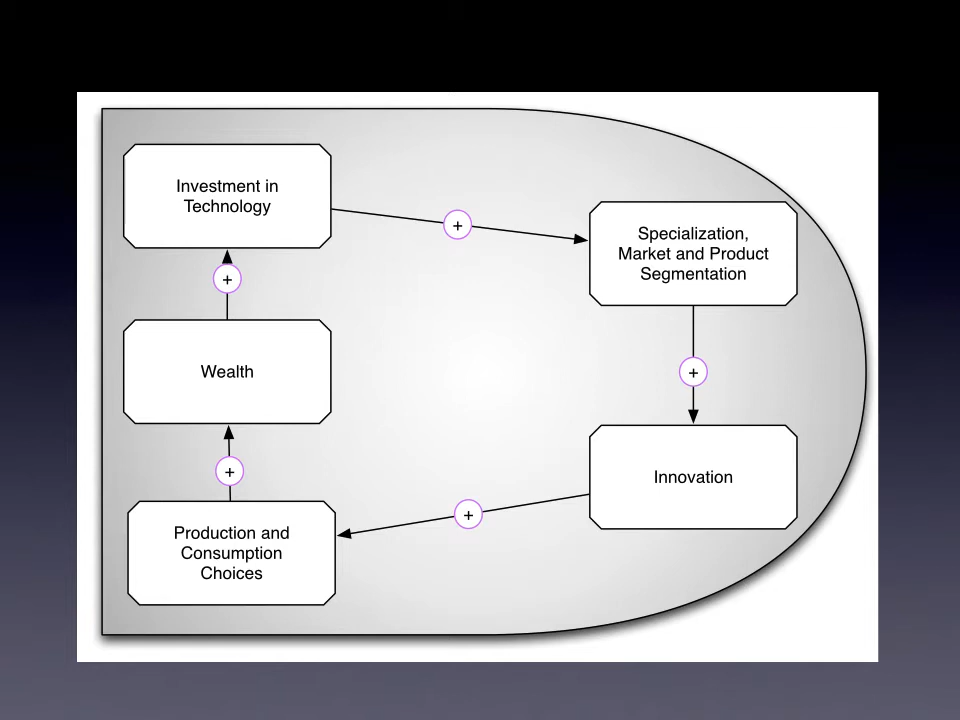 Investment in
Technology
+
Specialization,
Market and Product
Segmentation
+
Wealth
+
+
Innovation
+
Production and
Consumption
Choices